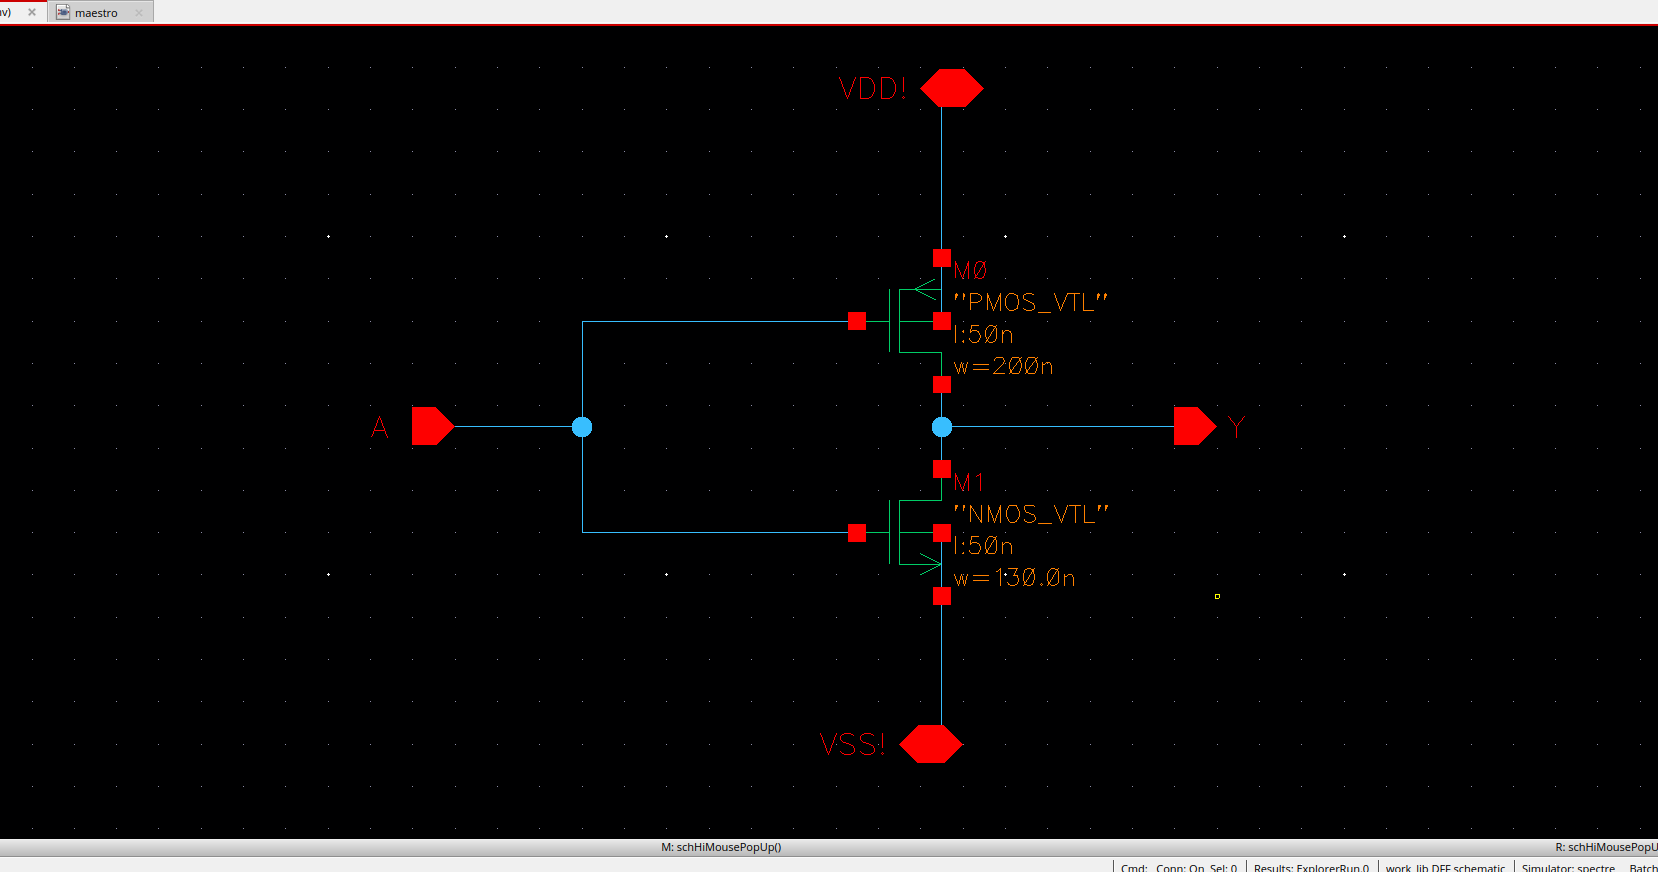 nv)
maestro
VDD!
M0
"PMOS_VTL"
l:50n
w=200n
A
Y
M1
"NMOS_VTL"
l:50n
w=130.0n
VSS!
M: schHiMousePopUp()
R: schHiMousePopU
Cmd: Conn: On Sel: 0
Results: ExplorerRun.0
work_lib DFF schematic
Simulator: spectre
Batch